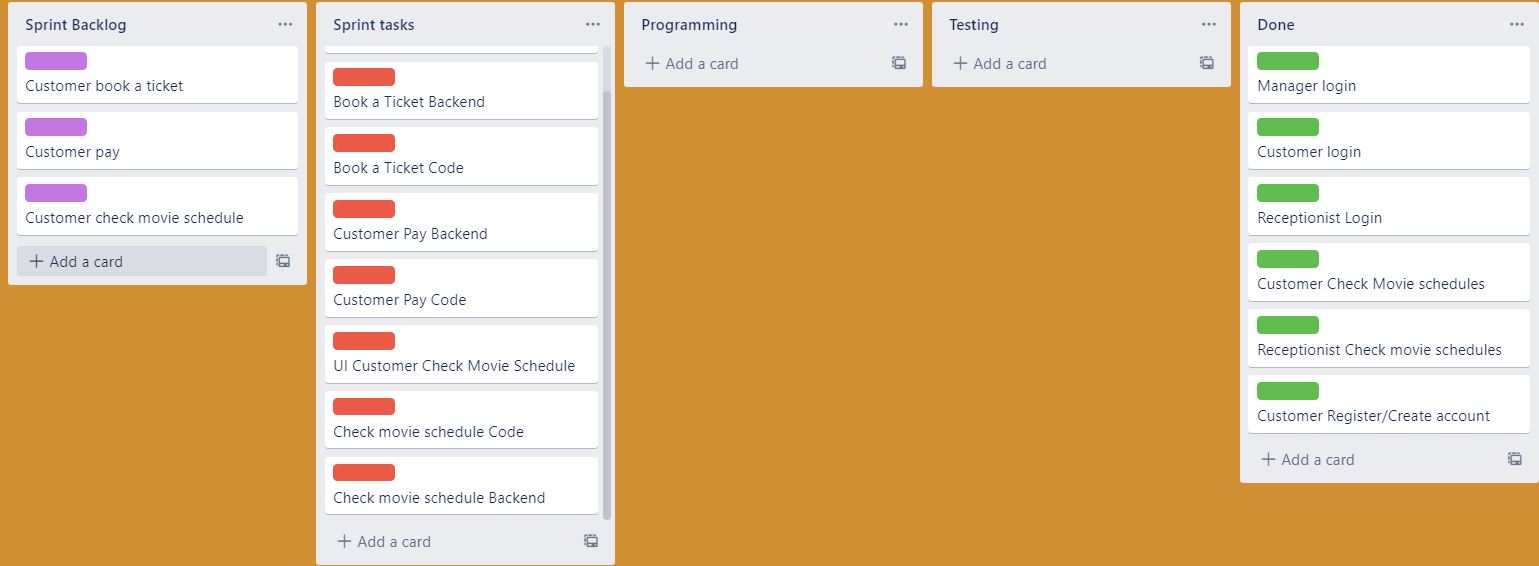 Sprint Backlog
Customer book a ticket
Customer pay
Customer check movie schedule
Add a card
Sprint tasks
Book a Ticket Backend
Book a Ticket Code
Customer Pay Backend
Customer Pay Code
UI Customer Check Movie Schedule
Check movie schedule Code
Check movie schedule Backend
Add a card
Programming
Add a card
Testing
Add a card
Done
Manager login
Customer login
Receptionist Login
Customer Check Movie schedules
Receptionist Check movie schedules
Customer Register/Create account
Add a card